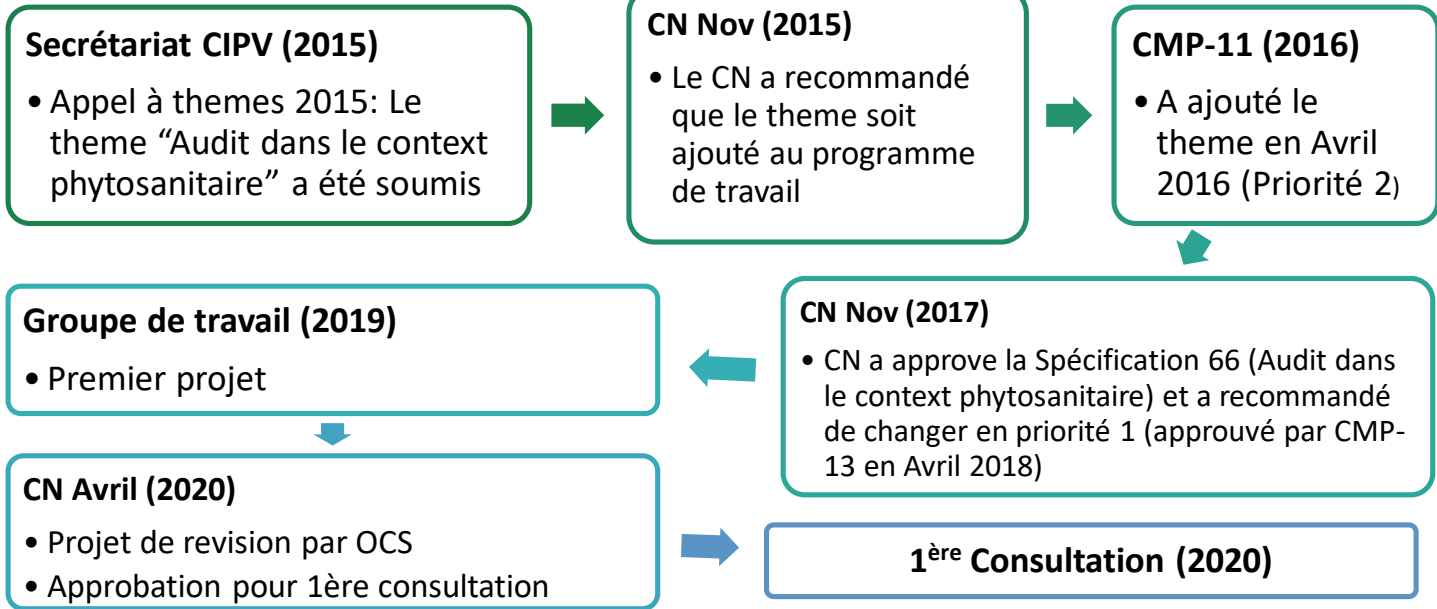 Secrétariat CIPV (2015)
• Appel à themes 2015: Le
theme “Audit dans le context
phytosanitaire” a été soumis
CN Nov (2015)
• Le CN a recommandé
que le theme soit
ajouté au programme
de travail
CMP-11 (2016)
• A ajouté le
theme en Avril
2016 (Priorité 2)
CN Nov (2017)
• CN a approve la Spécification 66 (Audit dans
le context phytosanitaire) et a recommandé
de changer en priorité 1 (approuvé par CMP-
13 en Avril 2018)
Groupe de travail (2019)
• Premier projet
CN Avril (2020)
• Projet de revision par OCS
• Approbation pour 1ère consultation
1ère Consultation (2020)